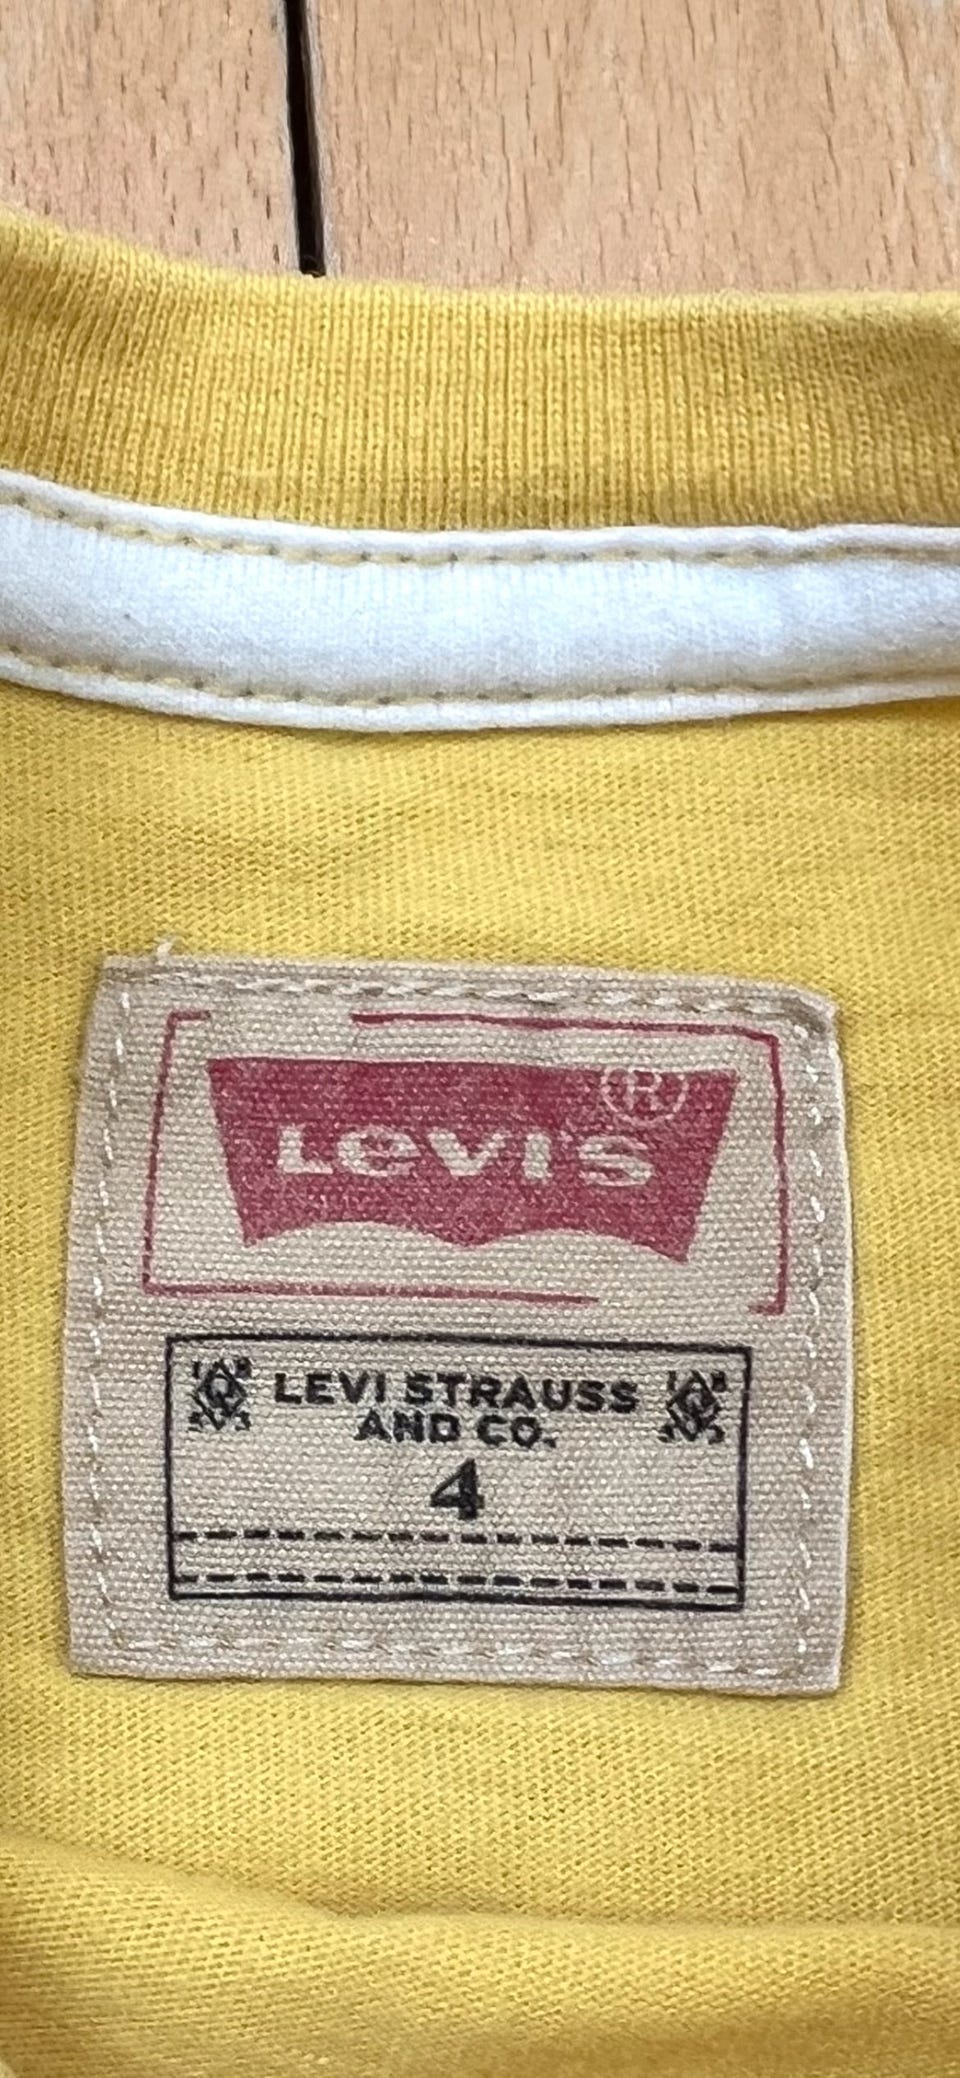 Levi's ®
LEVI STRAUSS
AND CO.
4